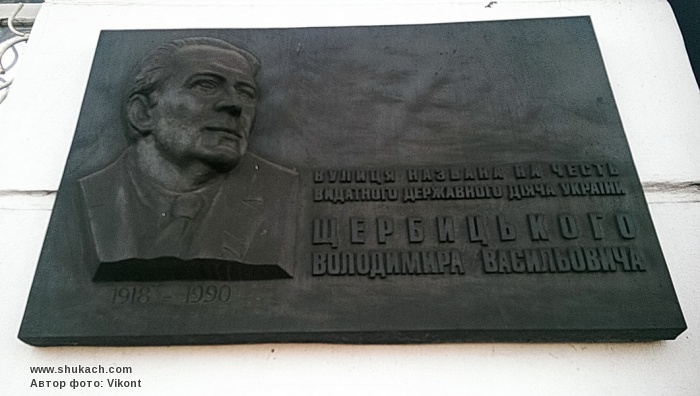 ВУЛИЦЯ НАЗВАНА НА ЧЕСТЬ
ВИДАТНОГО ДЕРЖАВНОГО ДІЯЧА УКРАЇНИ
ЩЕРБИЦЬКОГО
ВОЛОДИМИРА ВАСИЛЬОВИЧА
1918 - 1990
www.shukach.com
Автор фото: Vikont